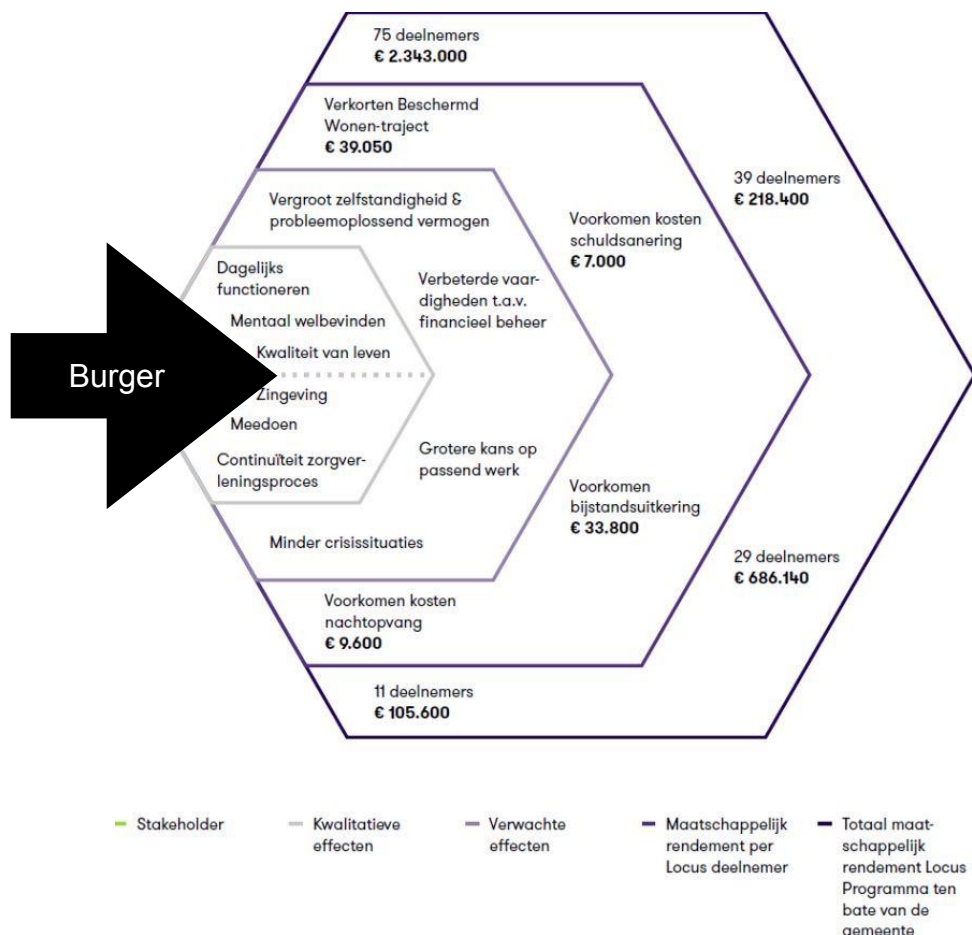 75 deelnemers
€ 2.343.000
Verkorten Beschermd
Wonen-traject
€ 39.050
39 deelnemers
€ 218.400
Vergroot zelfstandigheid &
probleemoplossend vermogen
Voorkomen kosten
schuldsanering
€ 7.000
Dagelijks
functioneren
Verbeterde vaar-
digheden t.a.v.
financieel beheer
Mentaal welbevinden
Kwaliteit van leven
Burger
Zingeving
Meedoen
Continuïteit zorgver-
leningsproces
Grotere kans op
passend werk
Voorkomen
bijstandsuitkering
€ 33.800
Minder crisissituaties
29 deelnemers
€ 686.140
Voorkomen kosten
nachtopvang
€ 9.600
11 deelnemers
€ 105.600
Stakeholder
Kwalitatieve
effecten
Verwachte
effecten
Maatschappelijk
rendement per
Locus deelnemer
Totaal maat-
schappelijk
rendement Locus
Programma ten
bate van de
gemeente